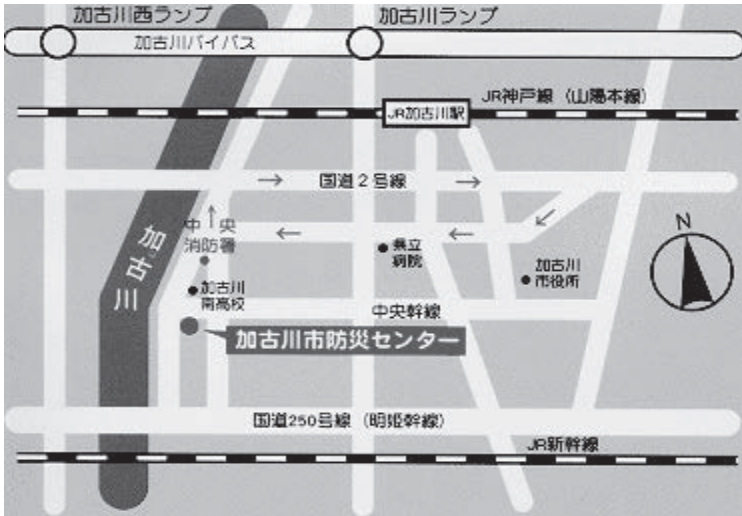 加古川西ランプ
加古川ランプ
加古川バイパス
JR神戸線（山陽本線）
JR加古川駅
国道2号線
中央
消防署
県立
病院
加古川
市役所
N
加古川
加古川
南高校
中央幹線
加古川市防災センター
国道250号線（明姫幹線）
JR新幹線